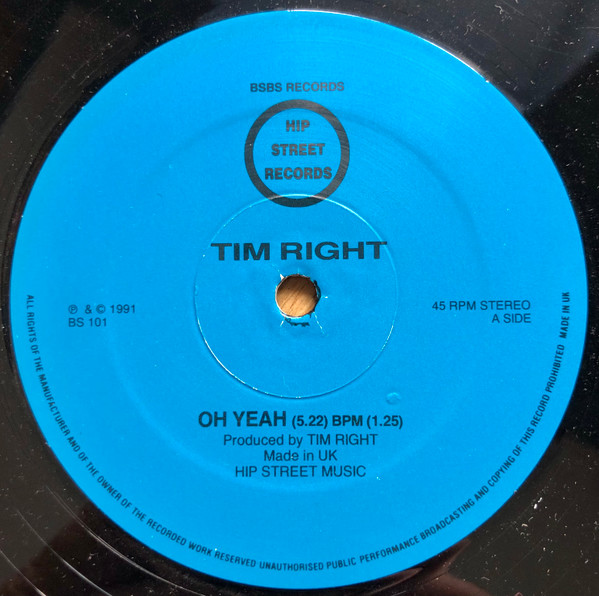 BSBS RECORDS
HIP
STREET
RECORDS
TIM RIGHT
℗ & © 1991
BS 101
45 RPM STEREO
A SIDE
OH YEAH (5.22) BPM (1.25)
Produced by TIM RIGHT
Made in UK
HIP STREET MUSIC
ALL RIGHTS OF THE MANUFACTURER AND OF THE OWNER OF THE RECORDED WORK RESERVED UNAUTHORISED PUBLIC PERFORMANCE BROADCASTING AND COPYING OF THIS RECORD PROHIBITED MADE IN UK